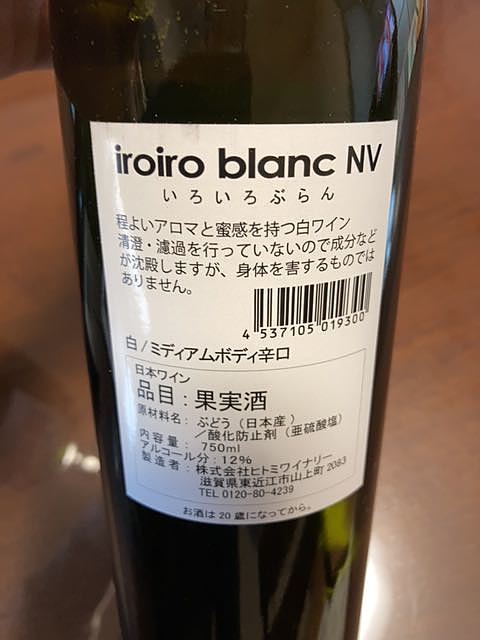 iroiro blanc NV
いろいろぶらん
程よいアロマと蜜感を持つ白ワイン
清澄・濾過を行っていないので成分など
が沈殿しますが、身体を害するものでは
ありません。
4 537105 019300
白/ミディアムボディ辛口
日本ワイン
品目:果実酒
原材料名:ぶどう(日本産)
/酸化防止剤(亜硫酸塩)
内容量:750ml
アルコール分:12%
製造者:株式会社ヒトミワイナリー
滋賀県東近江市山上町2083
TEL 0120-80-4239
お酒は20歳になってから。